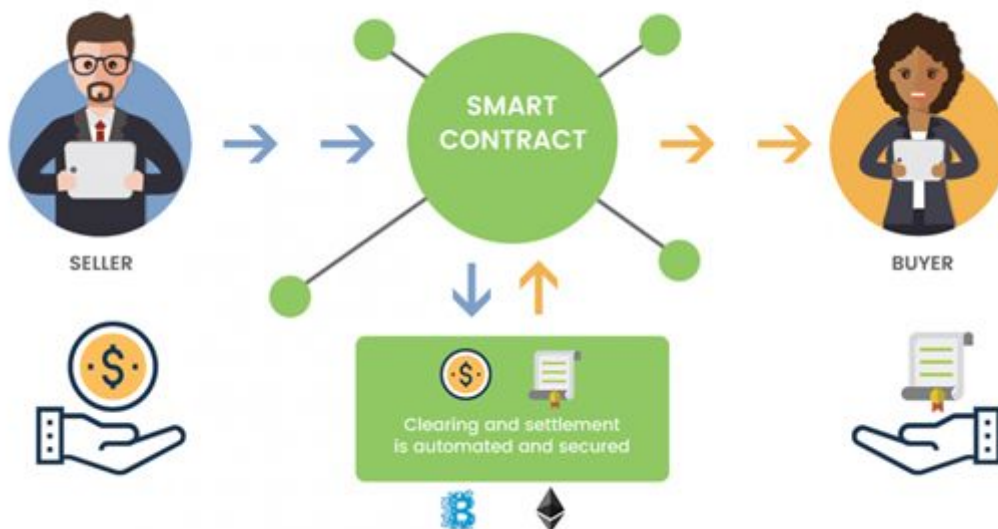 SMART
CONTRACT
SELLER
BUYER
$
$
Clearing and settlement
is automated and secured